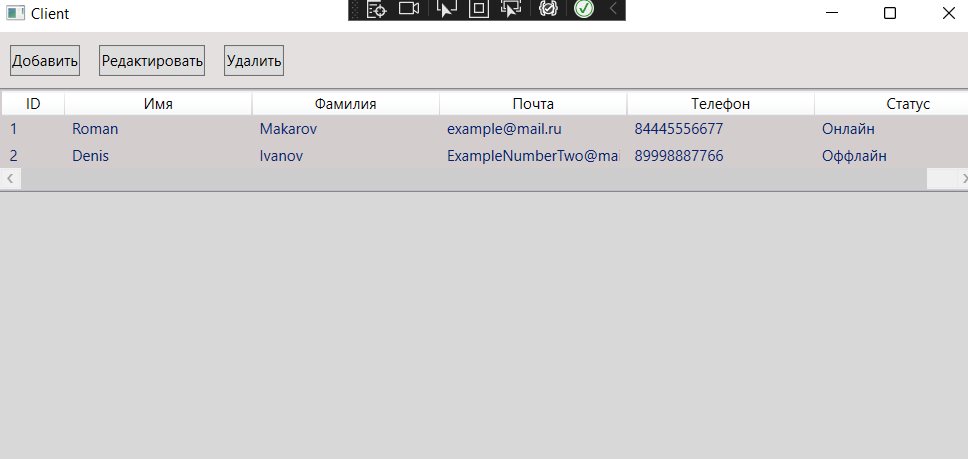 Client
Добавить Редактировать Удалить
ID Имя Фамилия Почта Телефон Статус
1 Roman Makarov example@mail.ru 84445556677 Онлайн
2 Denis Ivanov ExampleNumberTwo@mai 89998887766 Оффлайн